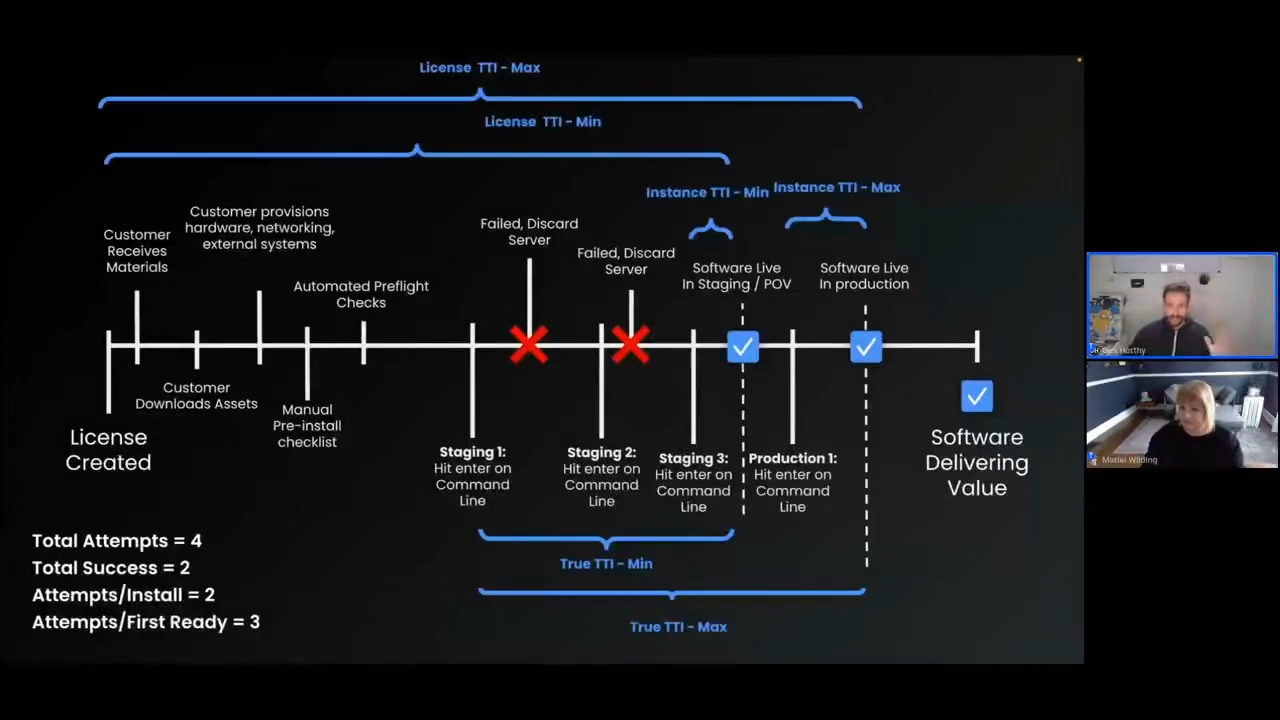 License TTI - Max
License TTI - Min
Instance TTI - Min
Instance TTI - Max
Customer
Receives
Materials
Customer provisions
hardware, networking,
external systems
Automated Preflight
Checks
Failed, Discard
Server
Failed, Discard
Server
Software Live
In Staging / POV
Software Live
In production
Customer
Downloads Assets
Manual
Pre-install
checklist
License
Created
Staging 1:
Hit enter on
Command
Line
Staging 2:
Hit enter on
Command
Line
Staging 3:
Hit enter on
Command
Line
Production 1:
Hit enter on
Command
Line
Software
Delivering
Value
True TTI - Min
True TTI - Max
Total Attempts = 4
Total Success = 2
Attempts/Install = 2
Attempts/First Ready = 3
Wilding